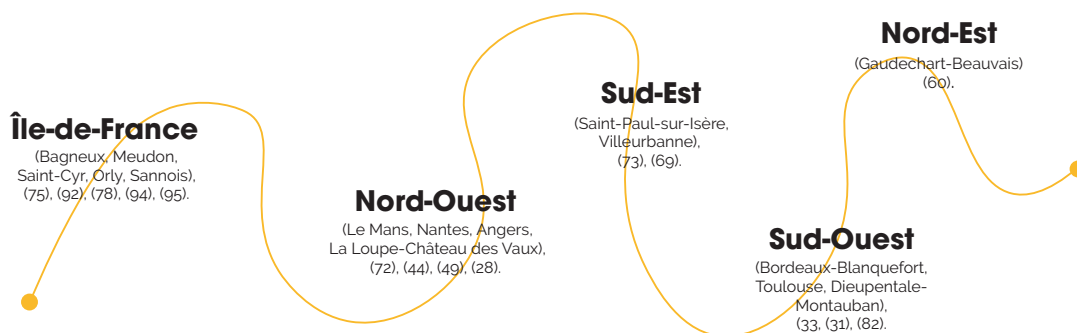 Île-de-France
(Bagneux, Meudon,
Saint-Cyr, Orly, Sannois),
(75), (92), (78), (94), (95).
Nord-Ouest
(Le Mans, Nantes, Angers,
La Loupe-Château des Vaux),
(72), (44), (49), (28).
Sud-Est
(Saint-Paul-sur-Isère,
Villeurbanne),
(73), (69).
Sud-Ouest
(Bordeaux-Blanquefort,
Toulouse, Dieupentale-
Montauban),
(33, (31), (82).
Nord-Est
(Gaudechart-Beauvais)
(60).